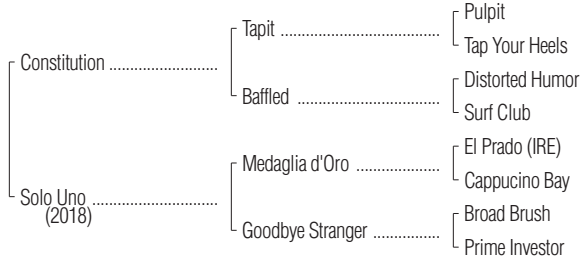 Pulpit
Tapit ..............................
Tap Your Heels
Constitution .........................
Distorted Humor
Baffled .................................
Surf Club
El Prado (IRE)
Medaglia d'Oro ...................
Cappucino Bay
Solo Uno .............................
(2018)
Broad Brush
Goodbye Stranger ...............
Prime Investor